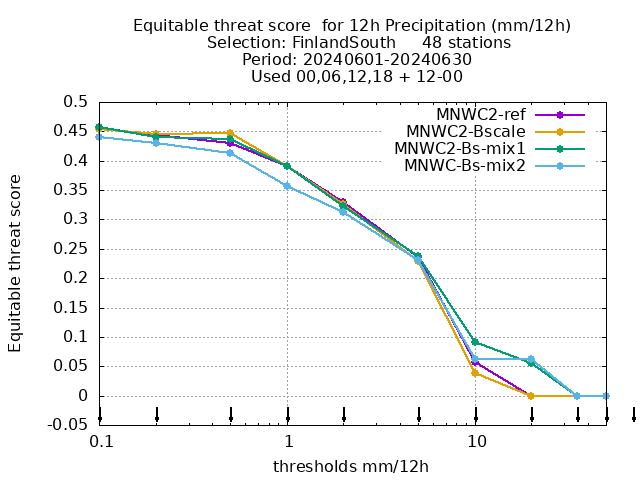 Equitable threat score  for 12h Precipitation (mm/12h)
Selection: FinlandSouth     48 stations
Period: 20240601-20240630
Used 00,06,12,18 + 12-00
MNWC2-ref
MNWC2-Bscale
MNWC2-Bs-mix1
MNWC-Bs-mix2
Equitable threat score
0.5
0.45
0.4
0.35
0.3
0.25
0.2
0.15
0.1
0.05
0
-0.05
0.1
1
10
thresholds mm/12h